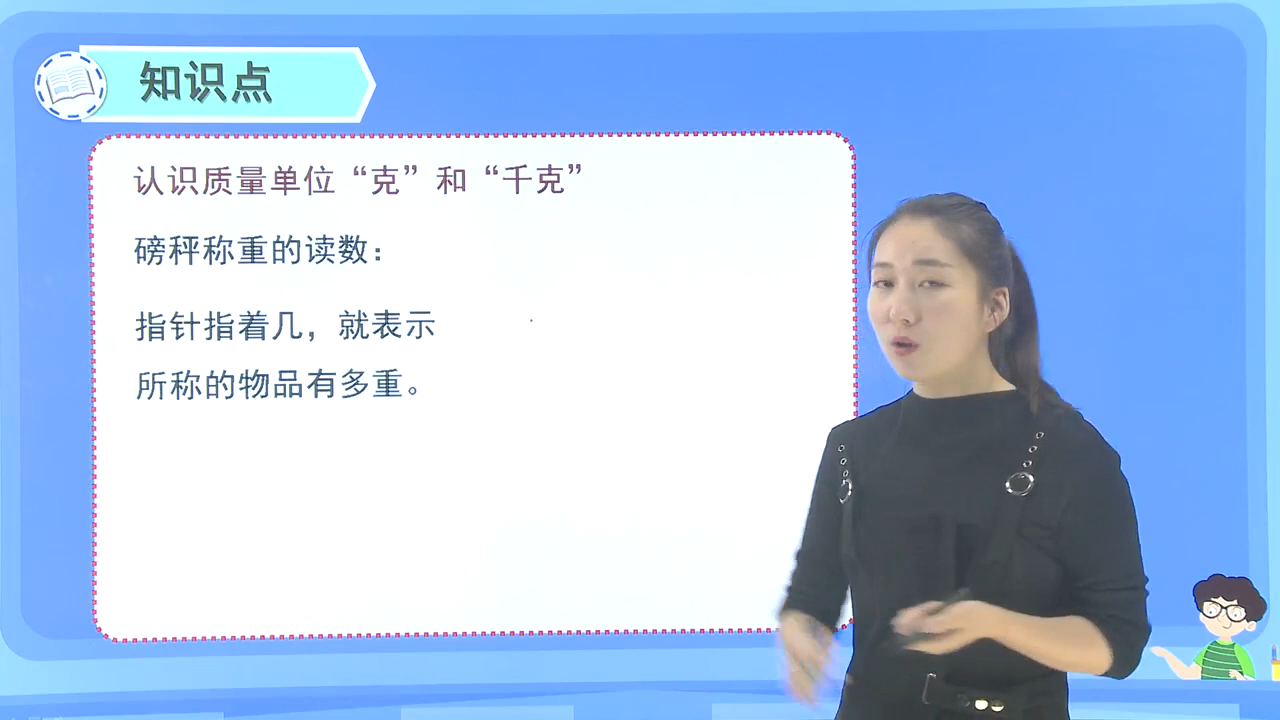 知识点
认识质量单位“克”和“千克”
磅秤称重的读数：
指针指着几，就表示
所称的物品有多重。